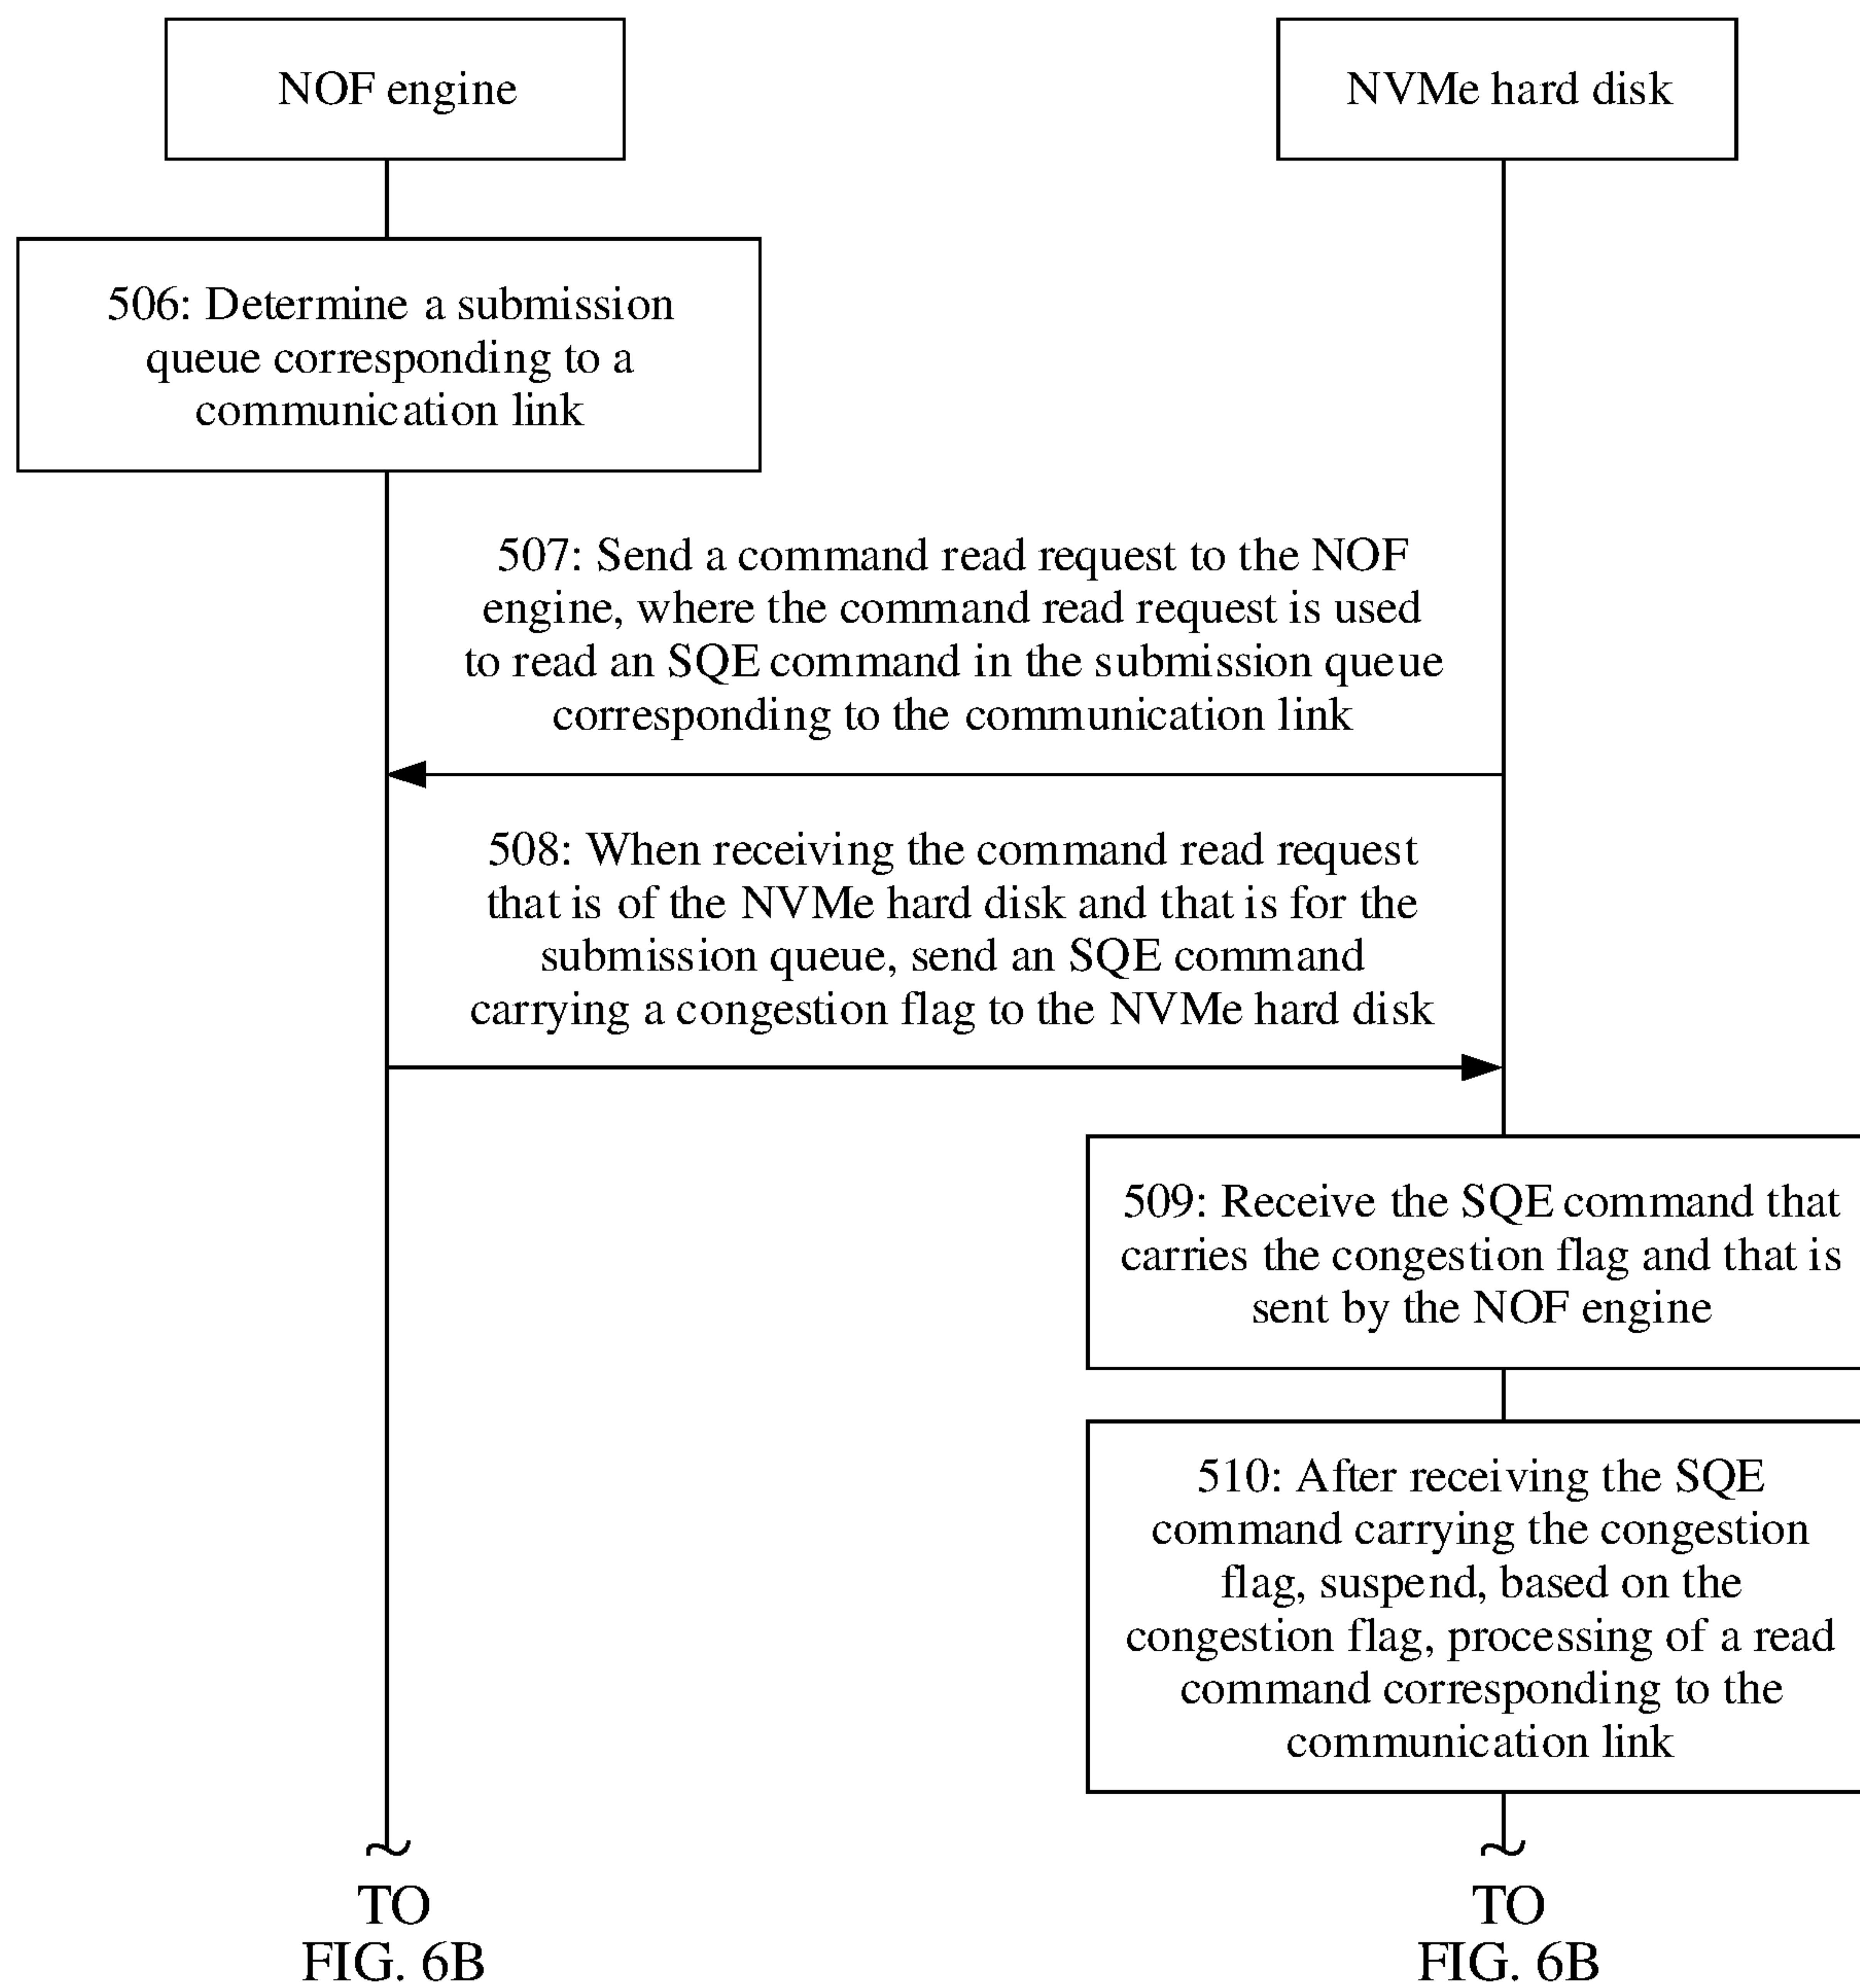 NOF engine
NVMe hard disk
506: Determine a submission
queue corresponding to a
communication link
507: Send a command read request to the NOF
engine, where the command read request is used
to read an SQE command in the submission queue
corresponding to the communication link
508: When receiving the command read request
that is of the NVMe hard disk and that is for the
submission queue, send an SQE command
carrying a congestion flag to the NVMe hard disk
509: Receive the SQE command that
carries the congestion flag and that is
sent by the NOF engine
510: After receiving the SQE
command carrying the congestion
flag, suspend, based on the
congestion flag, processing of a read
command corresponding to the
communication link
TO
FIG. 6B
TO
FIG. 6B